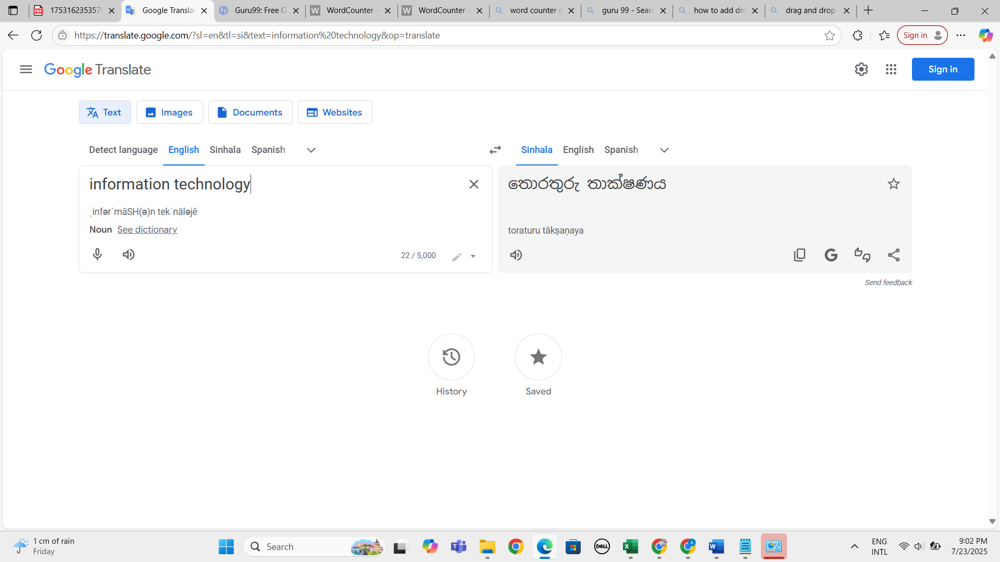 1753162353579
Google Translat
Guru99: Free O
WordCounter -
WordCounter -
word counter o
guru 99 - Sear
how to add dro
drag and drop
https://translate.google.com/?sl=en&tl=si&text=information%20technology&op=translate
Sign in
Google Translate
Sign in
Text
Images
Documents
Websites
Detect language
English
Sinhala
Spanish
Sinhala
English
Spanish
information technology
තොරතුරු තාක්ෂණය
ˌinfərˈmāSH(ə)n tekˈnäləjē
Noun See dictionary
toraturu tākṣaṇaya
22 / 5,000
Send feedback
History
Saved
1 cm of rain
Friday
Search
DELL
ENG
INTL
9:02 PM
7/23/2025